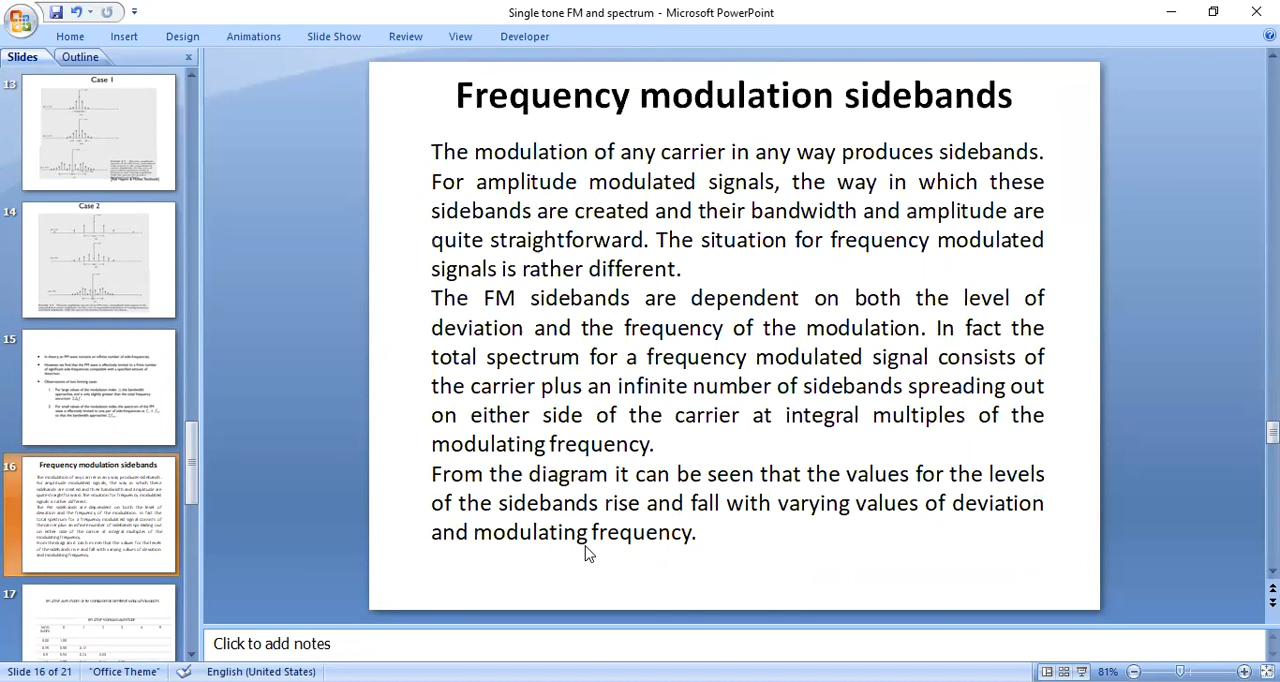 Single tone FM and spectrum - Microsoft PowerPoint
Home Insert Design Animations Slide Show Review View Developer
Slides Outline
13
Case 1
14
Case 2
15
16
Frequency modulation sidebands
17
Frequency modulation sidebands
The modulation of any carrier in any way produces sidebands.
For amplitude modulated signals, the way in which these
sidebands are created and their bandwidth and amplitude are
quite straightforward. The situation for frequency modulated
signals is rather different.
The FM sidebands are dependent on both the level of
deviation and the frequency of the modulation. In fact the
total spectrum for a frequency modulated signal consists of
the carrier plus an infinite number of sidebands spreading out
on either side of the carrier at integral multiples of the
modulating frequency.
From the diagram it can be seen that the values for the levels
of the sidebands rise and fall with varying values of deviation
and modulating frequency.
Click to add notes
Slide 16 of 21 "Office Theme" English (United States) 81%